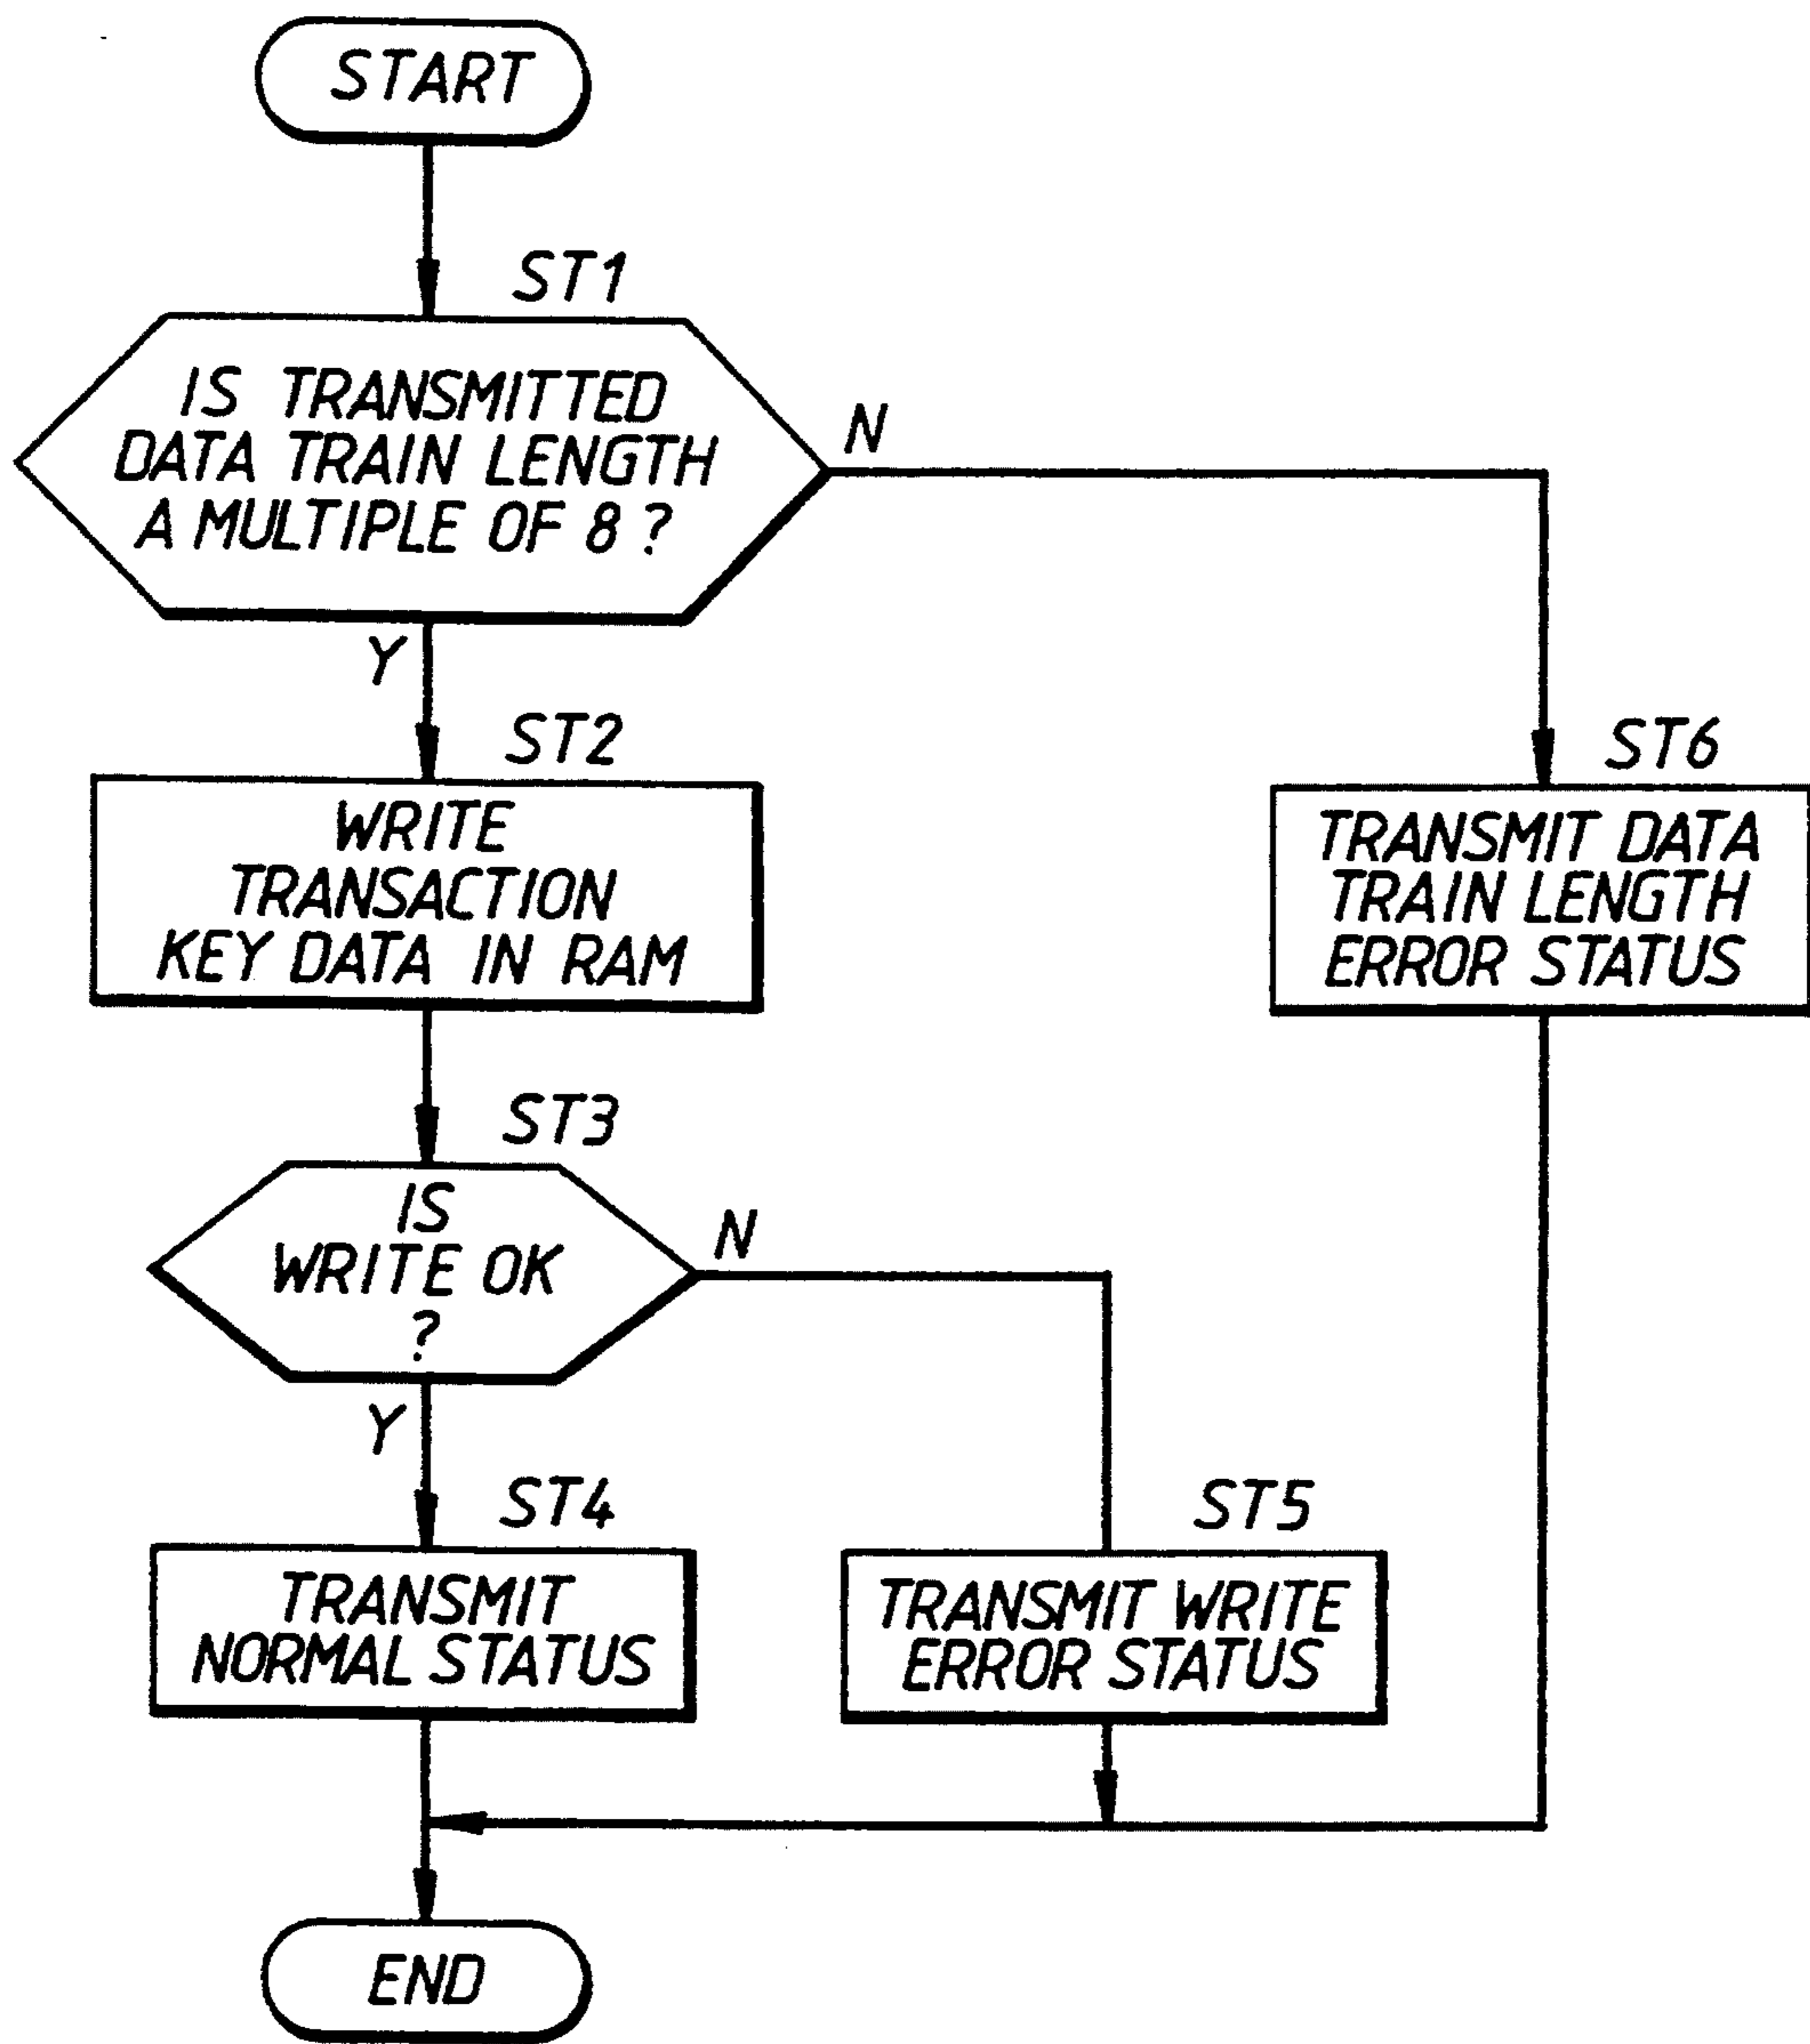 START
ST1
IS TRANSMITTED
DATA TRAIN LENGTH
A MULTIPLE OF 8 ?
N
Y
ST2
WRITE
TRANSACTION
KEY DATA IN RAM
ST6
TRANSMIT DATA
TRAIN LENGTH
ERROR STATUS
ST3
IS
WRITE OK
?
N
Y
ST4
TRANSMIT
NORMAL STATUS
ST5
TRANSMIT WRITE
ERROR STATUS
END